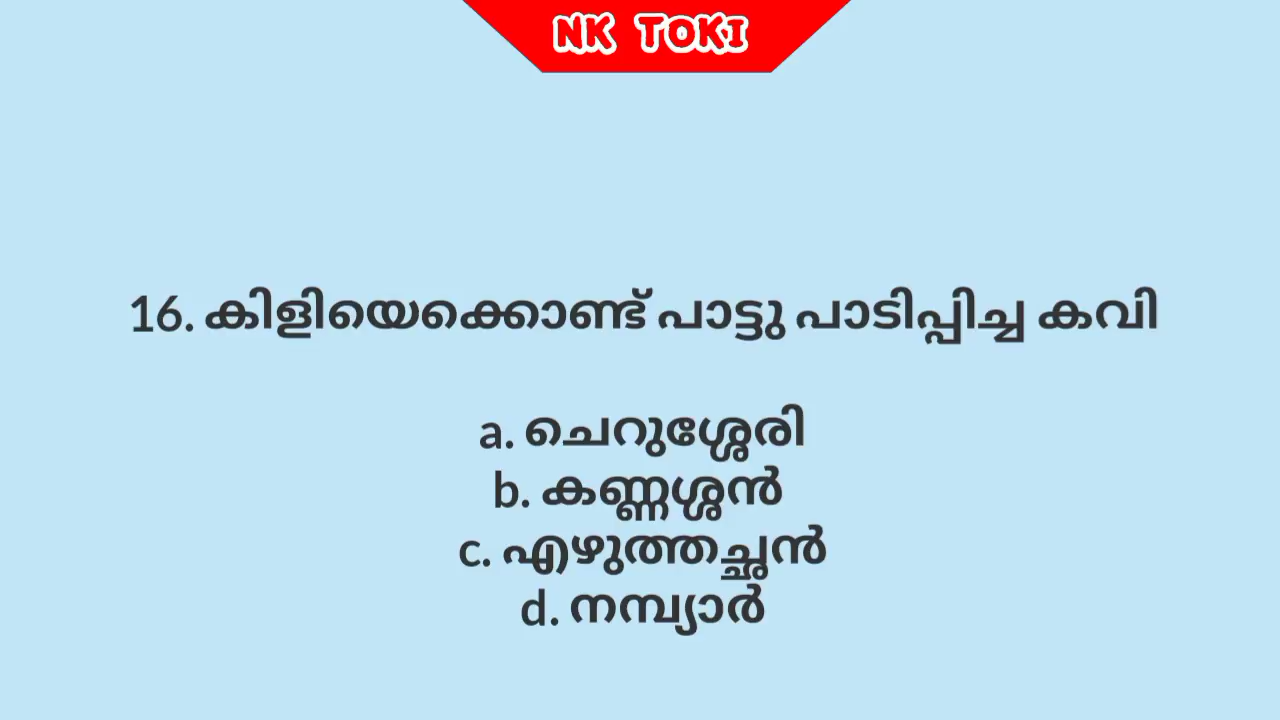 NK TOKI
16. കിളിയെക്കൊണ്ട് പാട്ടു പാടിപ്പിച്ച കവി
a. ചെറുശ്ശേരി
b. കണ്ണശ്ശൻ
c. എഴുത്തച്ഛൻ
d. നമ്പ്യാർ